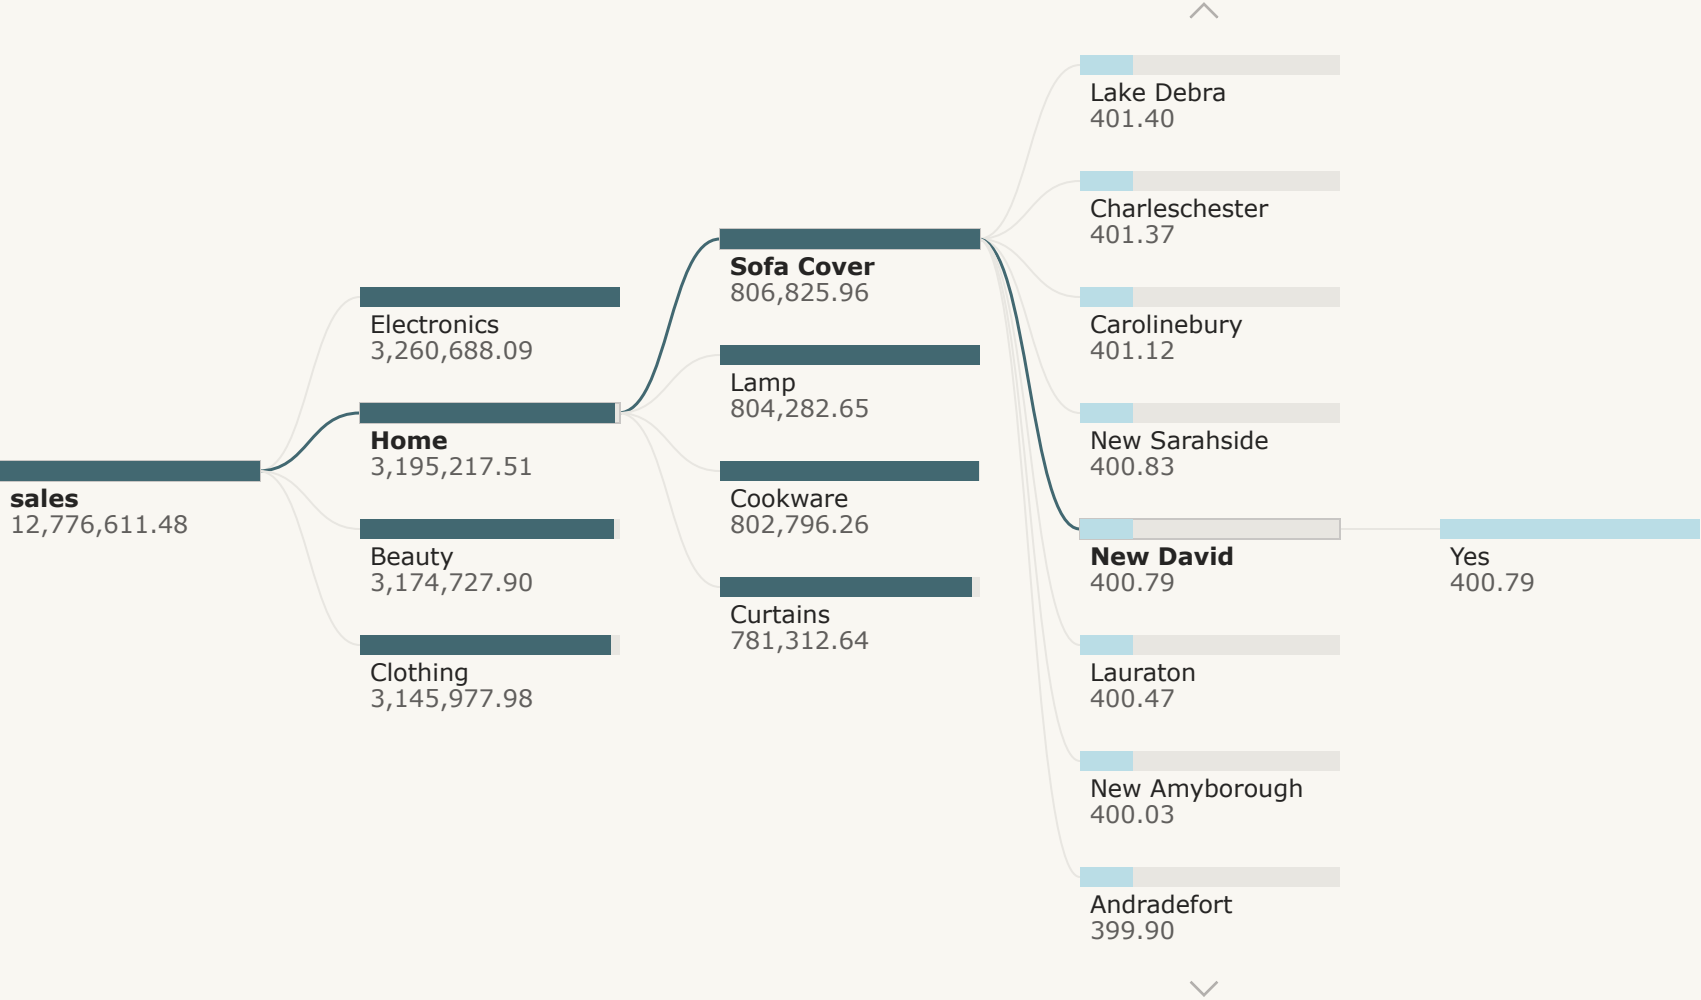 sales
12,776,611.48
Electronics
3,260,688.09
Home
3,195,217.51
Beauty
3,174,727.90
Clothing
3,145,977.98
Sofa Cover
806,825.96
Lamp
804,282.65
Cookware
802,796.26
Curtains
781,312.64
Lake Debra
401.40
Charleschester
401.37
Carolinebury
401.12
New Sarahside
400.83
New David
400.79
Lauraton
400.47
New Amyborough
400.03
Andradefort
399.90
Yes
400.79